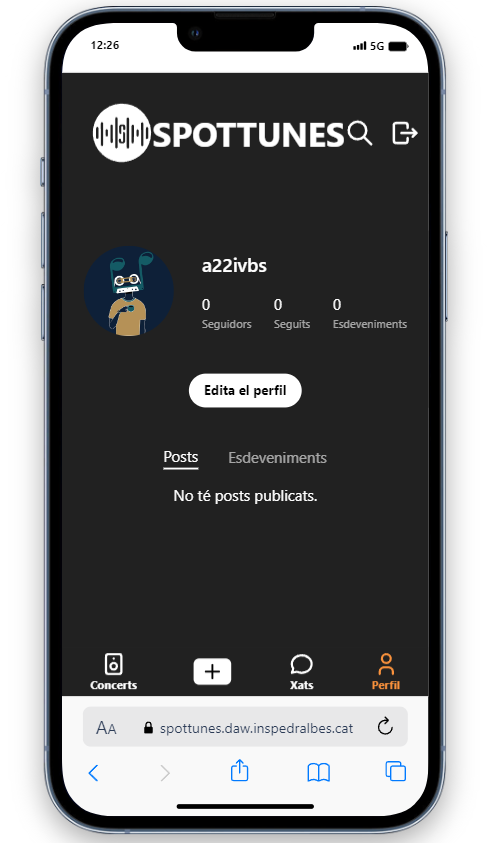 12:26 5G
SPOTTUNES
a22ivbs
0 0 0
Seguidors Seguits Esdeveniments
Edita el perfil
Posts Esdeveniments
No té posts publicats.
Concerts Xats Perfil
AA spottunes.daw.inspedralbes.cat